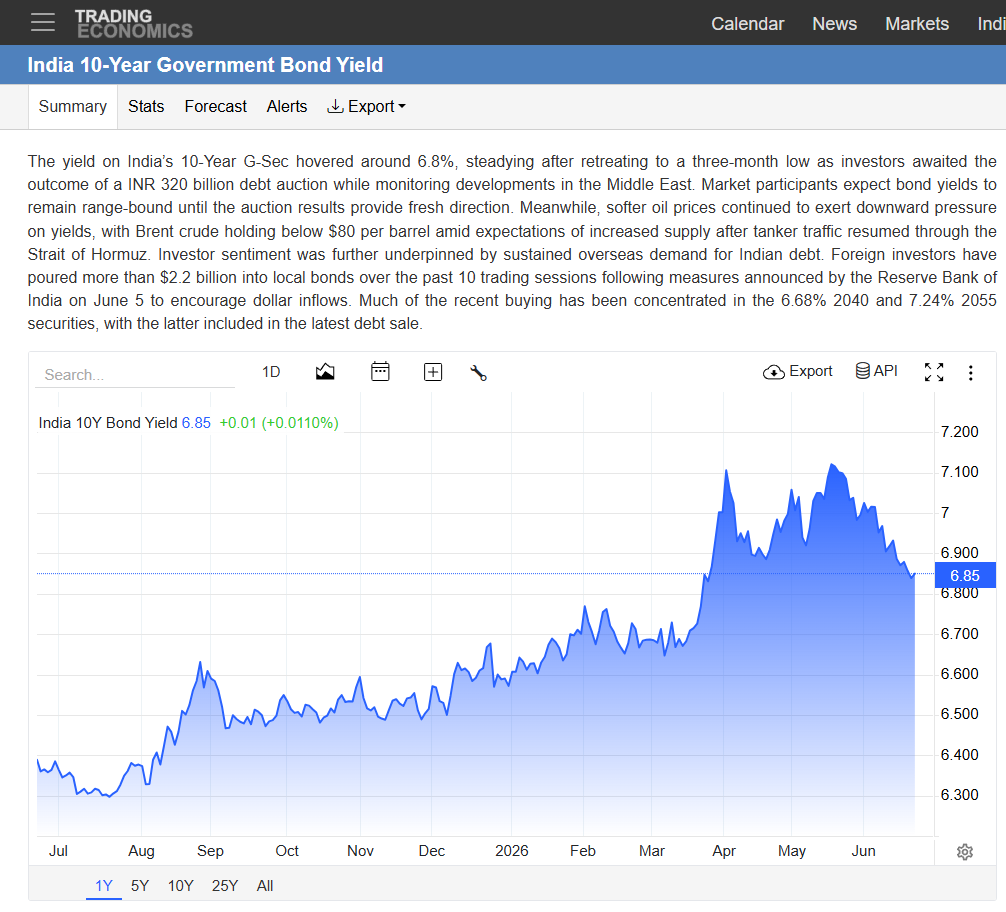 TRADING
ECONOMICS
Calendar News Markets Indi
India 10-Year Government Bond Yield
Summary Stats Forecast Alerts Export
The yield on India’s 10-Year G-Sec hovered around 6.8%, steadying after retreating to a three-month low as investors awaited the
outcome of a INR 320 billion debt auction while monitoring developments in the Middle East. Market participants expect bond yields to
remain range-bound until the auction results provide fresh direction. Meanwhile, softer oil prices continued to exert downward pressure
on yields, with Brent crude holding below $80 per barrel amid expectations of increased supply after tanker traffic resumed through the
Strait of Hormuz. Investor sentiment was further underpinned by sustained overseas demand for Indian debt. Foreign investors have
poured more than $2.2 billion into local bonds over the past 10 trading sessions following measures announced by the Reserve Bank of
India on June 5 to encourage dollar inflows. Much of the recent buying has been concentrated in the 6.68% 2040 and 7.24% 2055
securities, with the latter included in the latest debt sale.
Search... 1D Export API
India 10Y Bond Yield 6.85 +0.01 (+0.0110%)
7.200
7.100
7
6.900
6.85
6.800
6.700
6.600
6.500
6.400
6.300
Jul Aug Sep Oct Nov Dec 2026 Feb Mar Apr May Jun
1Y 5Y 10Y 25Y All